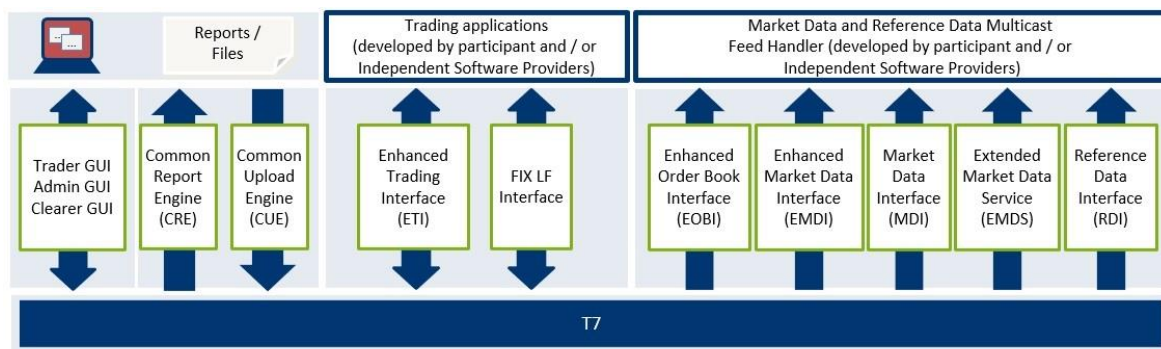 Reports /
Files
Trading applications
(developed by participant and / or
Independent Software Providers)
Market Data and Reference Data Multicast
Feed Handler (developed by participant and / or
Independent Software Providers)
Trader GUI
Admin GUI
Clearer GUI
Common
Report
Engine
(CRE)
Common
Upload
Engine
(CUE)
Enhanced
Trading
Interface
(ETI)
FIX LF
Interface
Enhanced
Order Book
Interface
(EOBI)
Enhanced
Market Data
Interface
(EMDI)
Market
Data
Interface
(MDI)
Extended
Market Data
Service
(EMDS)
Reference
Data
Interface
(RDI)
T7